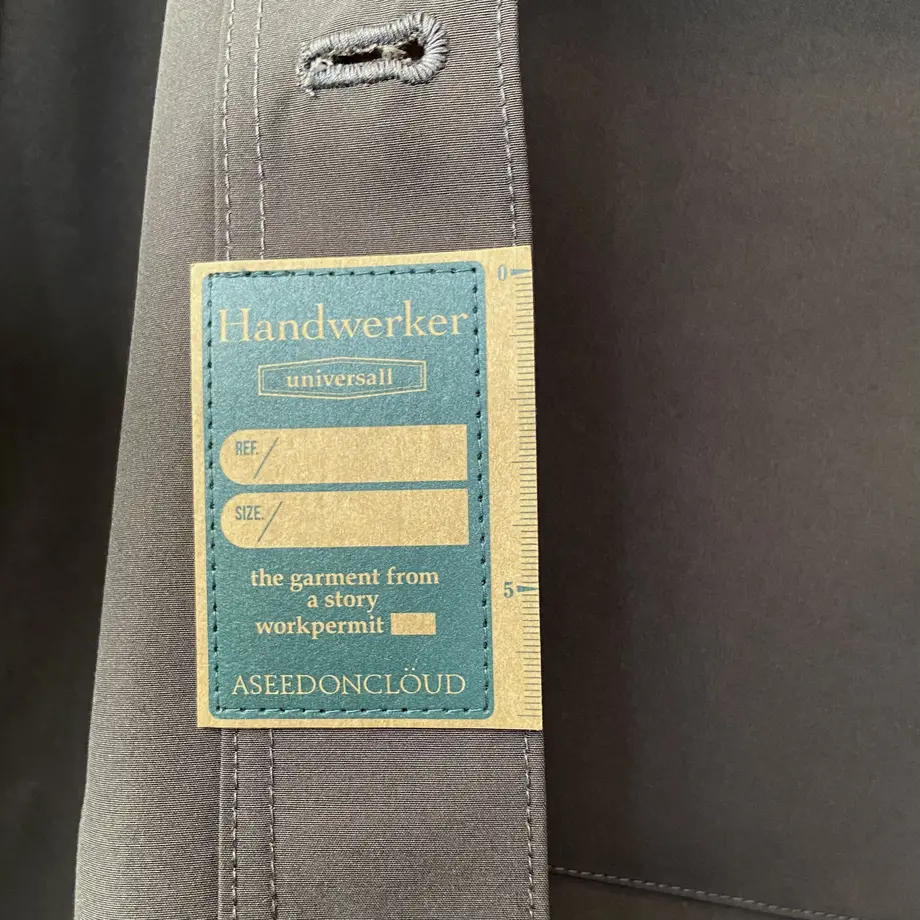 Handwerker
universall
REF. /
SIZE. /
the garment from
a story
workpermit
ASEEDONCLÖUD
0
5